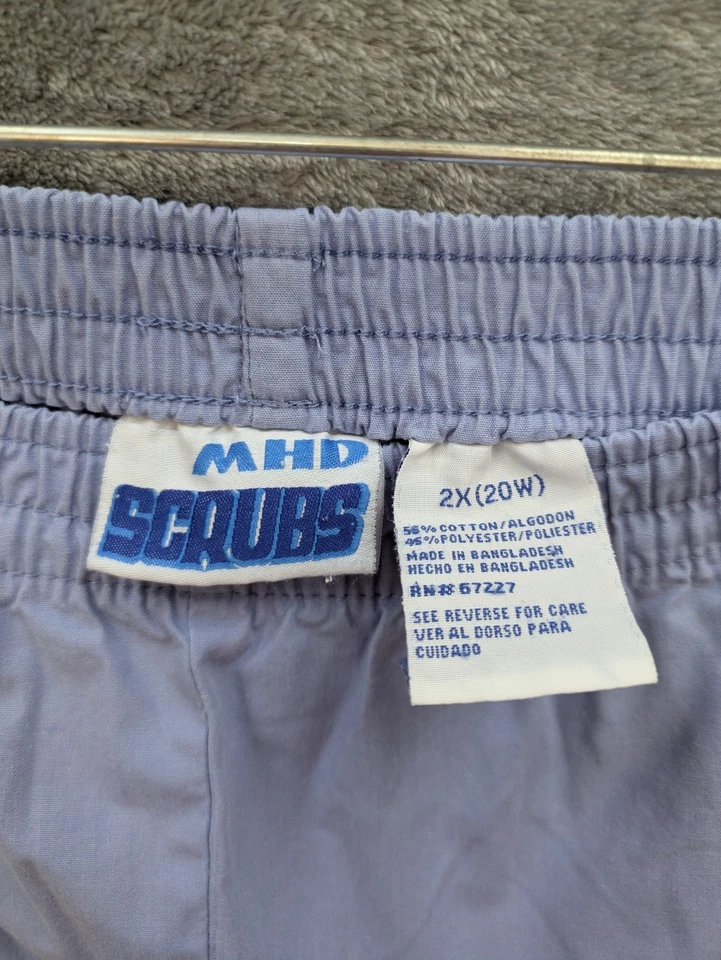 MHD
SCRUBS
2X(20W)
55% COTTON/ALGODON
45%POLYESTER/POLIESTER
MADE IN BANGLADESH
HECHO EN BANGLADESH
RN# 67227
SEE REVERSE FOR CARE
VER AL DORSO PARA
CUIDADO